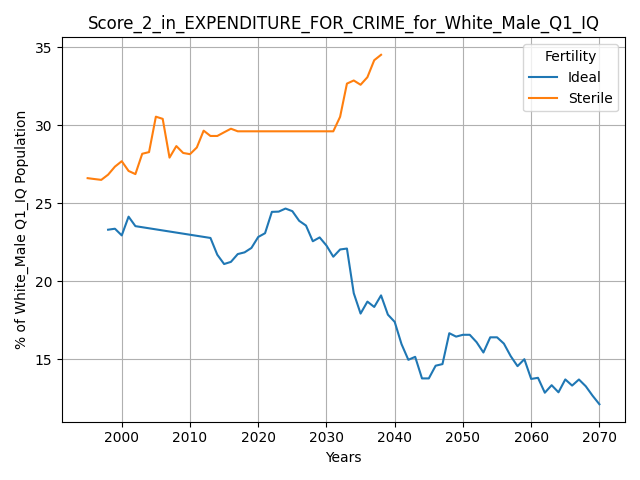 Score_2_in_EXPENDITURE_FOR_CRIME_for_White_Male_Q1_IQ
Fertility
Ideal
Sterile
% of White_Male Q1_IQ Population
35
30
25
20
15
2000 2010 2020 2030 2040 2050 2060 2070
Years